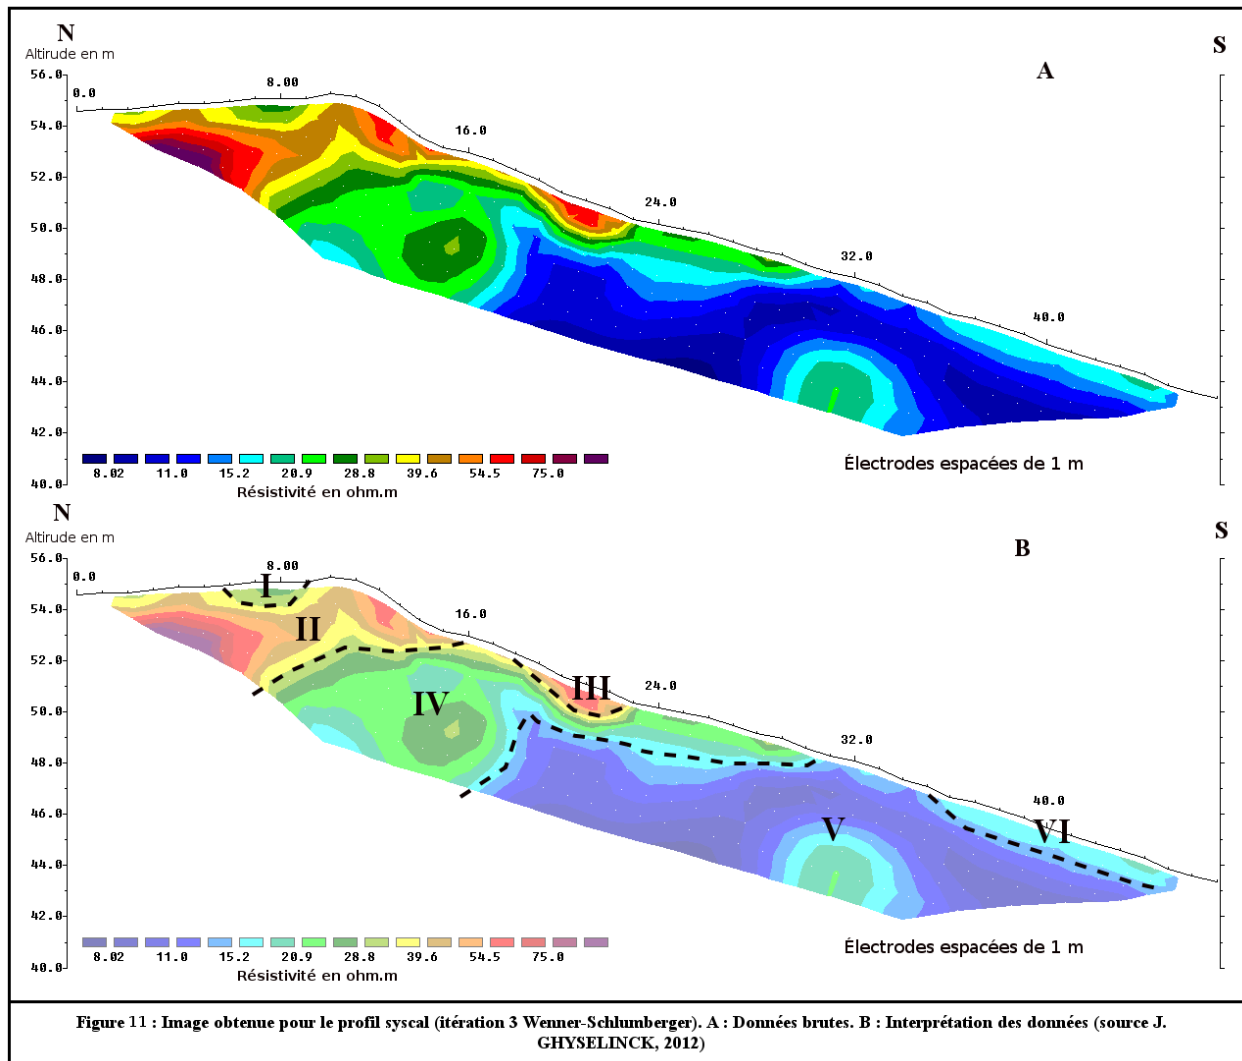 N
S
Altirude en m
A
56.0
0.0
8.00
54.0
16.0
52.0
24.0
50.0
32.0
48.0
46.0
40.0
44.0
42.0
40.0
8.02 11.0 15.2 20.9 28.8 39.6 54.5 75.0
Résistivité en ohm.m
Électrodes espacées de 1 m
N
S
Altirude en m
B
56.0
0.0
8.00
I
54.0
II
16.0
52.0
III
24.0
50.0
IV
32.0
48.0
46.0
40.0
V
VI
44.0
42.0
40.0
8.02 11.0 15.2 20.9 28.8 39.6 54.5 75.0
Résistivité en ohm.m
Électrodes espacées de 1 m
Figure 11 : Image obtenue pour le profil syscal (itération 3 Wenner-Schlumberger). A : Données brutes. B : Interprétation des données (source J.
GHYSELINCK, 2012)